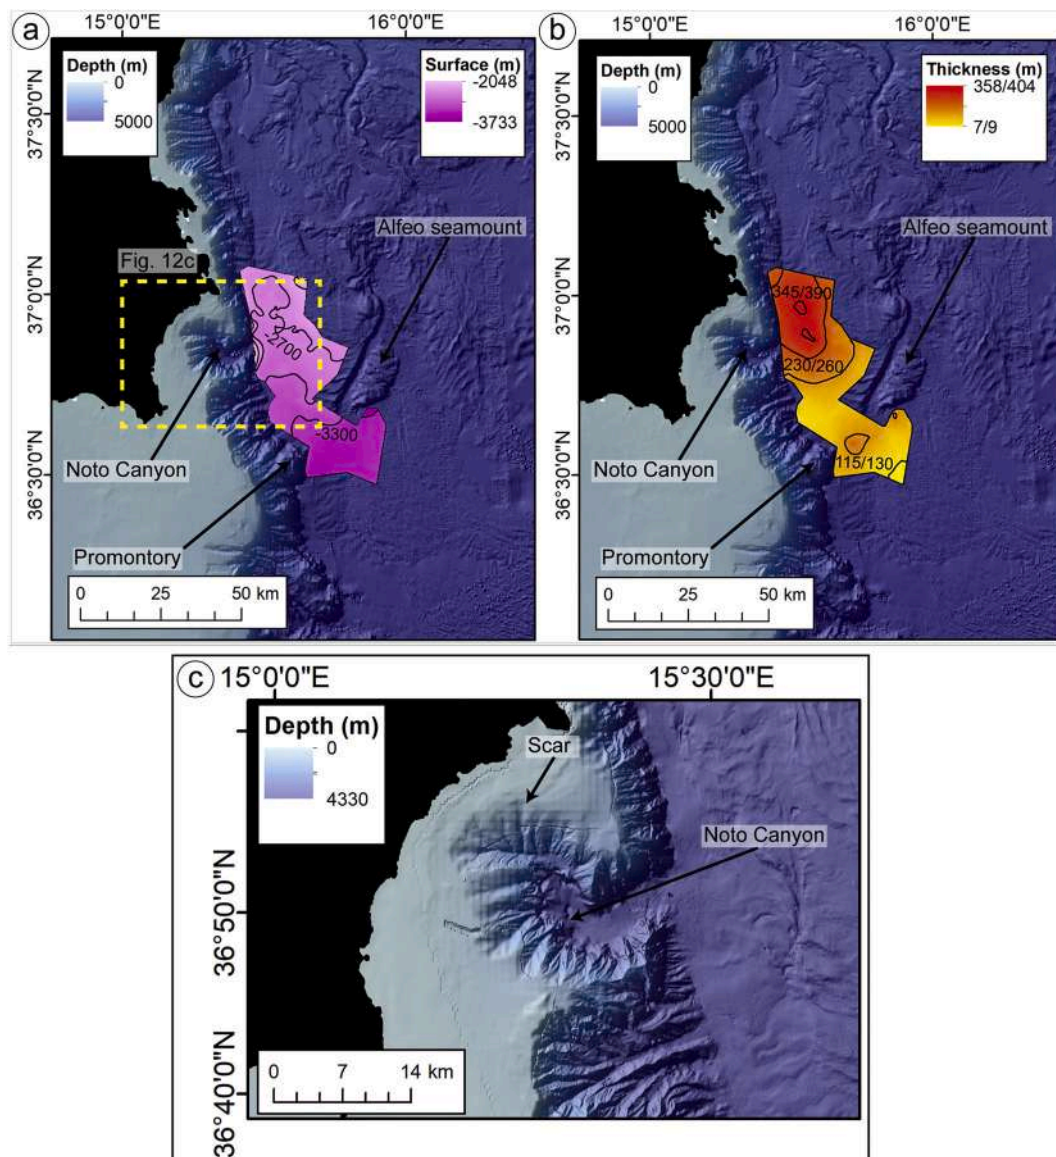 a
15°0'0"E
16°0'0"E
Depth (m)
0
5000
Surface (m)
-2048
-3733
37°30'0"N
37°0'0"N
36°30'0"N
Alfeo seamount
Fig. 12c
-2700
-3300
Noto Canyon
Promontory
0 25 50 km
b
15°0'0"E
16°0'0"E
Depth (m)
0
5000
Thickness (m)
358/404
7/9
37°30'0"N
37°0'0"N
36°30'0"N
Alfeo seamount
345/390
230/260
115/130
Noto Canyon
Promontory
0 25 50 km
c
15°0'0"E
15°30'0"E
Depth (m)
0
4330
Scar
Noto Canyon
36°50'0"N
36°40'0"N
0 7 14 km